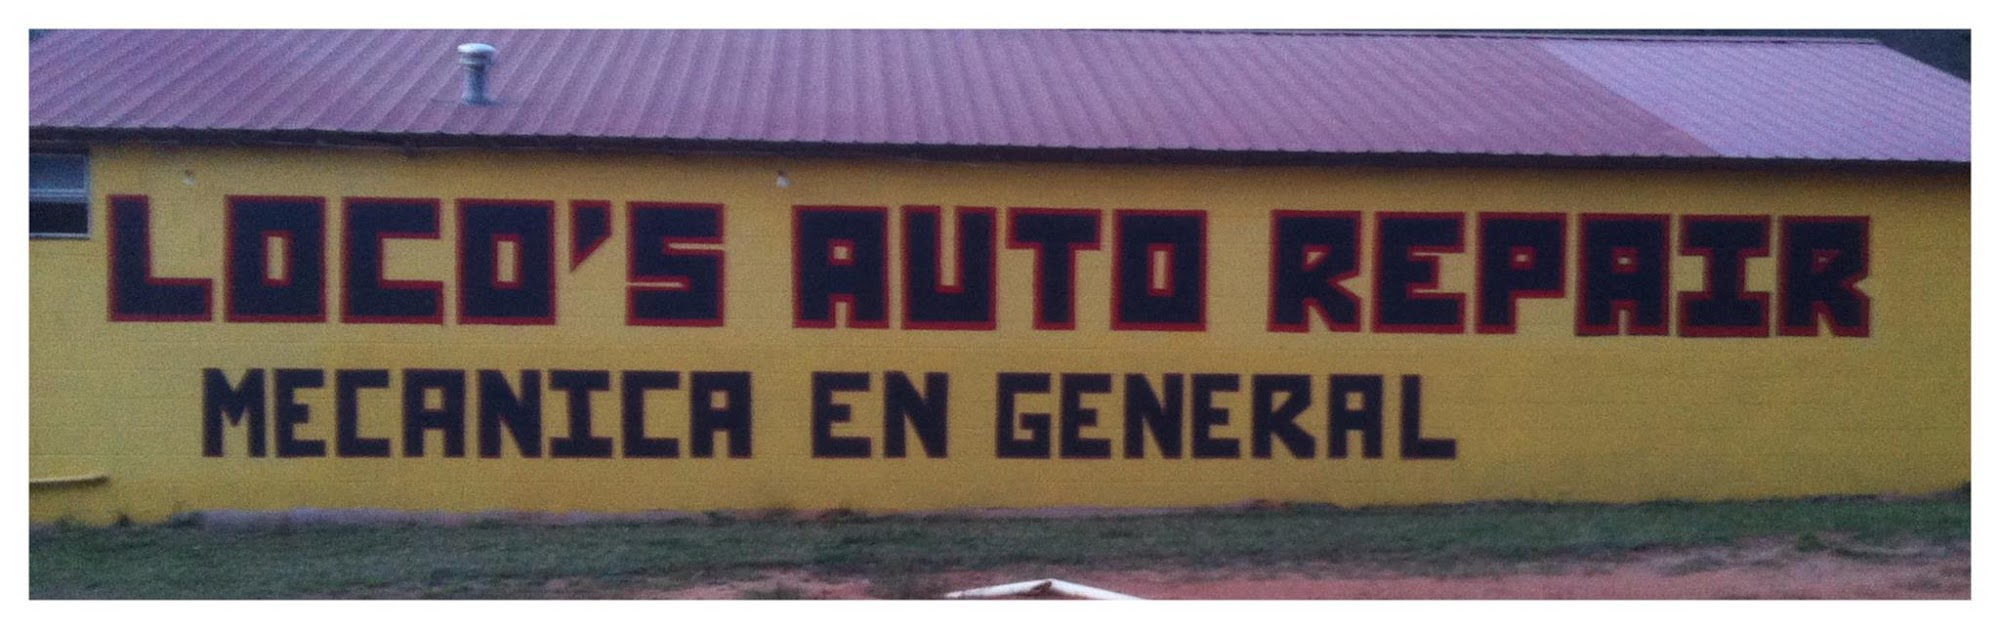 LOCO'S AUTO REPAIR
MECANICA EN GENERAL